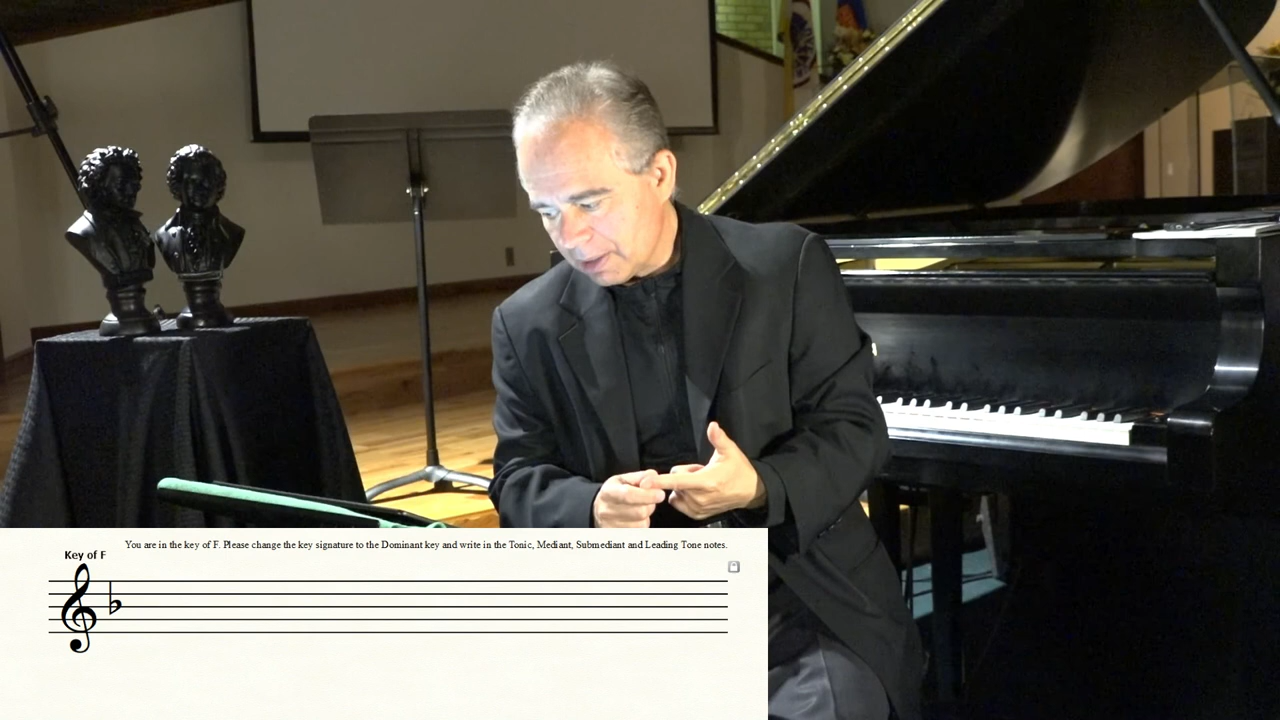 You are in the key of F. Please change the key signature to the Dominant key and write in the Tonic, Mediant, Submediant and Leading Tone notes.
Key of F